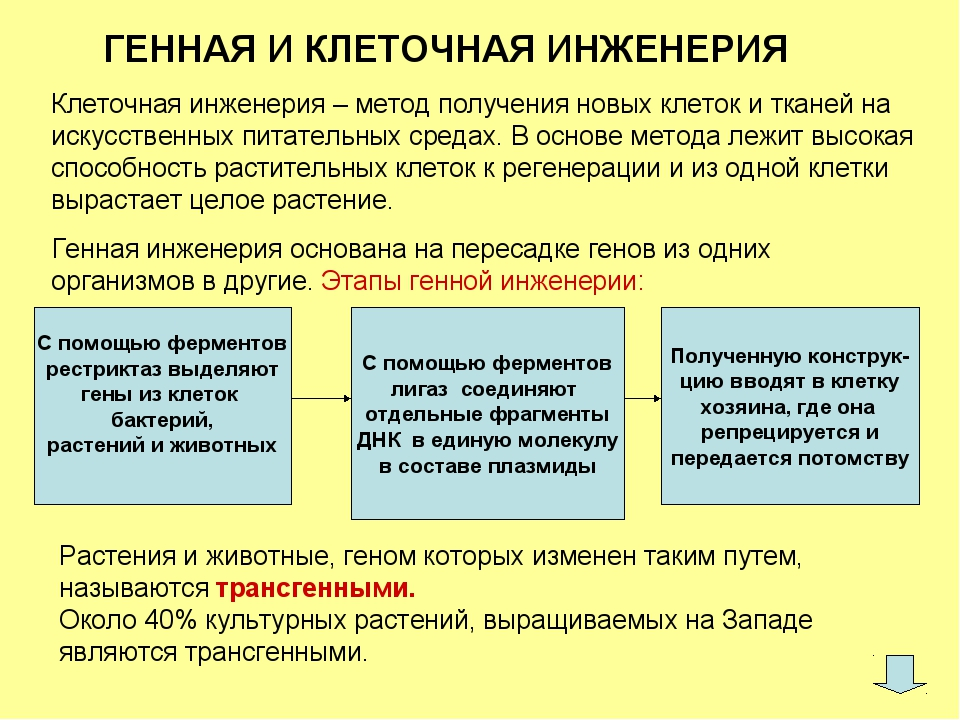 ГЕННАЯ И КЛЕТОЧНАЯ ИНЖЕНЕРИЯ
Клеточная инженерия – метод получения новых клеток и тканей на
искусственных питательных средах. В основе метода лежит высокая
способность растительных клеток к регенерации и из одной клетки
вырастает целое растение.
Генная инженерия основана на пересадке генов из одних
организмов в другие. Этапы генной инженерии:
С помощью ферментов
рестриктаз выделяют
гены из клеток
бактерий,
растений и животных
С помощью ферментов
лигаз соединяют
отдельные фрагменты
ДНК в единую молекулу
в составе плазмиды
Полученную конструк-
цию вводят в клетку
хозяина, где она
репрецируется и
передается потомству
Растения и животные, геном которых изменен таким путем,
называются трансгенными.
Около 40% культурных растений, выращиваемых на Западе
являются трансгенными.